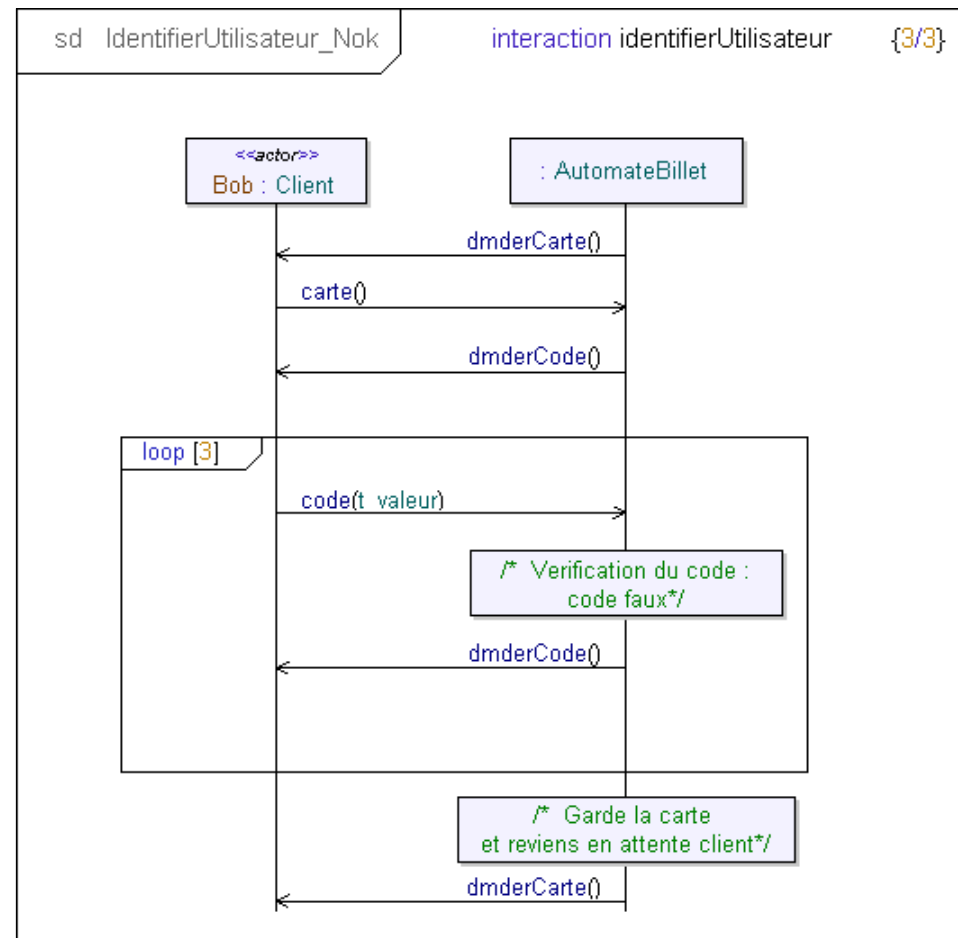 sd IdentifierUtilisateur_Nok
interaction identifierUtilisateur {3/3}
<<actor>>
Bob : Client
: AutomateBillet
dmderCarte()
carte()
dmderCode()
loop [3]
code(t_valeur)
/* Verification du code :
code faux*/
dmderCode()
/* Garde la carte
et reviens en attente client*/
dmderCarte()